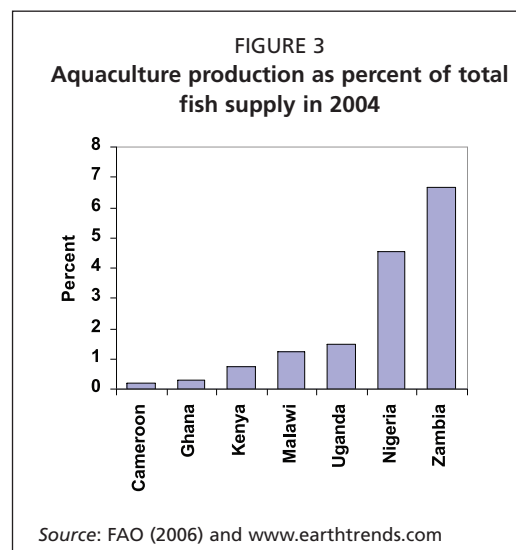 FIGURE 3
Aquaculture production as percent of total
fish supply in 2004
8
7
6
5
4
3
2
1
0
Percent
Cameroon
Ghana
Kenya
Malawi
Uganda
Nigeria
Zambia
Source: FAO (2006) and www.earthtrends.com